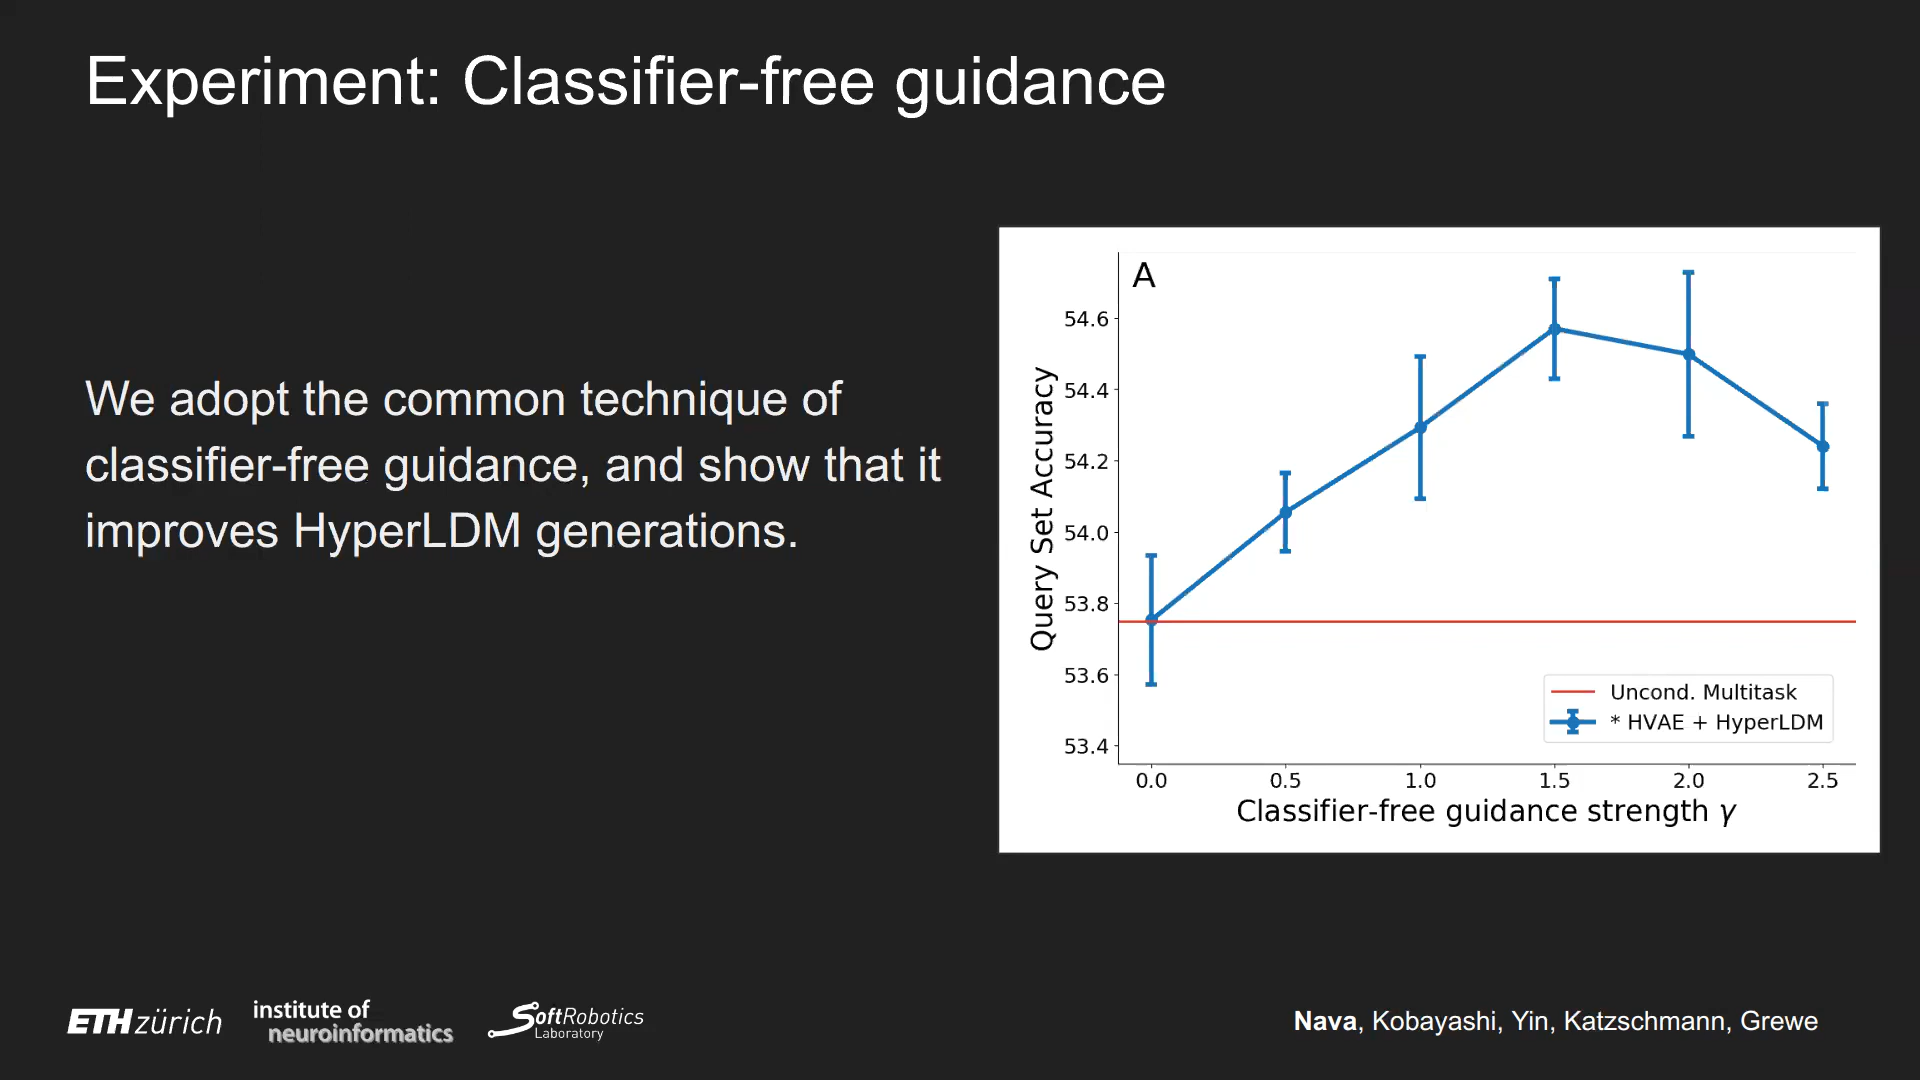 Experiment: Classifier-free guidance
We adopt the common technique of
classifier-free guidance, and show that it
improves HyperLDM generations.
A
Query Set Accuracy
54.6
54.4
54.2
54.0
53.8
53.6
53.4
Uncond. Multitask
* HVAE + HyperLDM
0.0 0.5 1.0 1.5 2.0 2.5
Classifier-free guidance strength γ
ETH zürich
institute of
neuroinformatics
SoftRobotics
Laboratory
Nava, Kobayashi, Yin, Katzschmann, Grewe